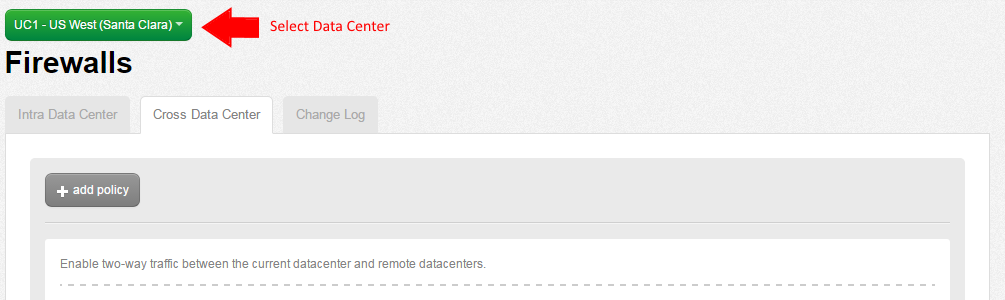 UC1 - US West (Santa Clara)
Select Data Center
Firewalls
Intra Data Center
Cross Data Center
Change Log
add policy
Enable two-way traffic between the current datacenter and remote datacenters.